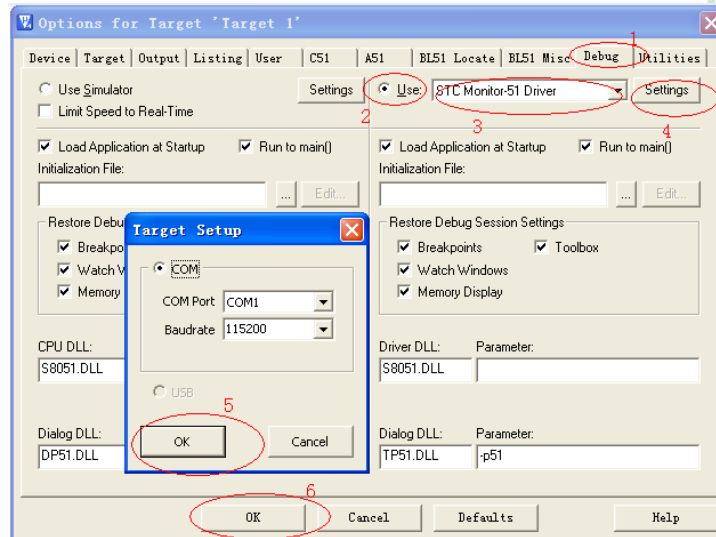 Options for Target 'Target 1'
1
Device Target Output Listing User C51 A51 BL51 Locate BL51 Misc Debug Utilities
Use Simulator Settings Use: STC Monitor-51 Driver Settings
Limit Speed to Real-Time
2 3 4
Load Application at Startup Run to main() Load Application at Startup Run to main()
Initialization File: Initialization File:
... Edit... ... Edit...
Restore Debu Restore Debug Session Settings
Target Setup
Breakpo Breakpoints Toolbox
Watch W Watch Windows
Memory Memory Display
COM
COM Port COM1
Baudrate 115200
CPU DLL: Driver DLL: Parameter:
S8051.DLL S8051.DLL
USB
5
OK Cancel
Dialog DLL: Dialog DLL: Parameter:
DP51.DLL TP51.DLL -p51
6
OK Cancel Defaults Help